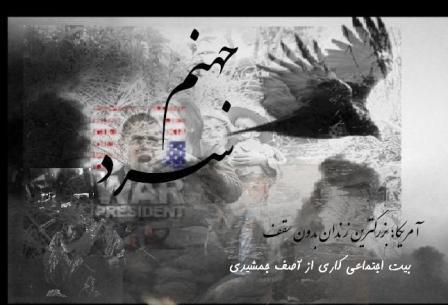 جهنم
سرد
WAR
PRESIDENT
آمریکا؛ بزرگترین زندان بدون سقف
بیت اجتماعی کاری از آصف جمشیدی